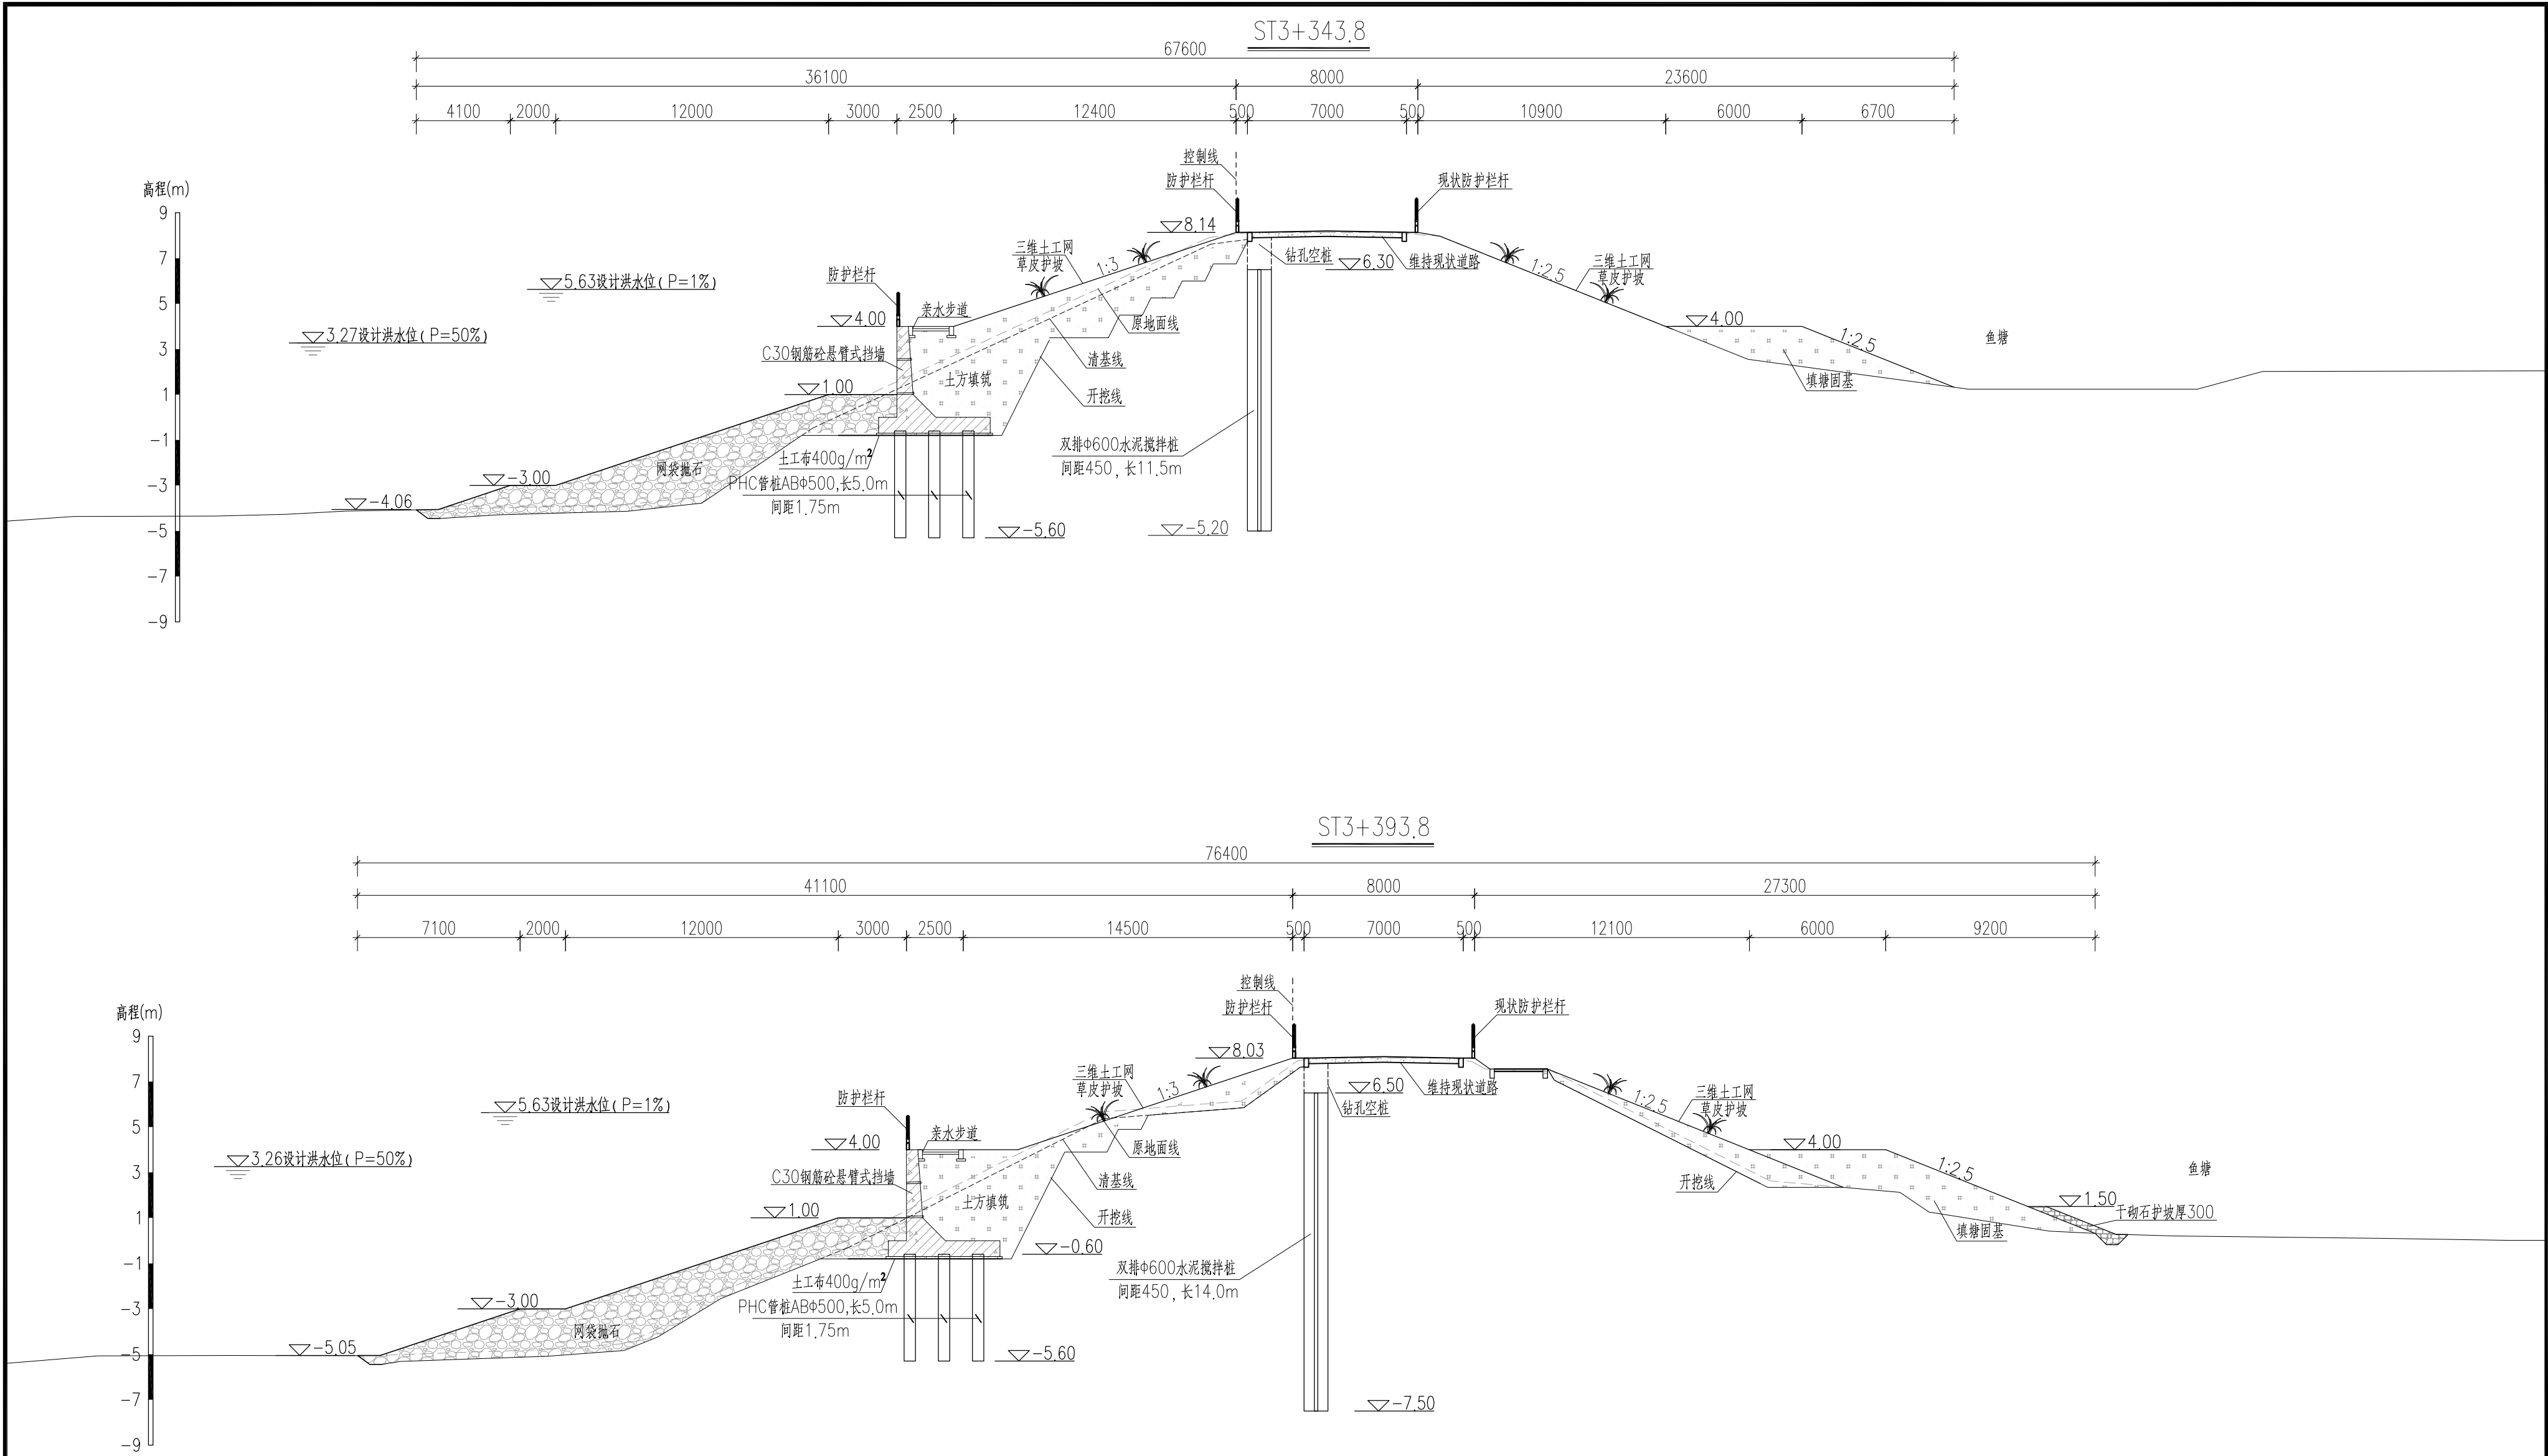 ST3+343.8
67600
36100 8000 23600
4100 2000 12000 3000 2500 12400 500 7000 500 10900 6000 6700
控制线
防护栏杆
现状防护栏杆
高程(m)
9
7
5
3
1
-1
-3
-5
-7
-9
8.14
三维土工网
草皮护坡
1:3
钻孔空桩
6.30
维持现状道路
1:2.5
三维土工网
草皮护坡
5.63设计洪水位(P=1%)
防护栏杆
亲水步道
4.00
原地面线
4.00
1:2.5
鱼塘
3.27设计洪水位(P=50%)
C30钢筋砼悬臂式挡墙
清基线
土方填筑
填塘固基
1.00
开挖线
网袋抛石
土工布400g/m²
双排Φ600水泥搅拌桩
间距450,长11.5m
-3.00
PHC管桩ABΦ500,长5.0m
间距1.75m
-4.06
-5.60
-5.20
ST3+393.8
76400
41100 8000 27300
7100 2000 12000 3000 2500 14500 500 7000 500 12100 6000 9200
控制线
防护栏杆
现状防护栏杆
高程(m)
9
7
5
3
1
-1
-3
-5
-7
-9
8.03
三维土工网
草皮护坡
1:3
6.50
维持现状道路
钻孔空桩
1:2.5
三维土工网
草皮护坡
5.63设计洪水位(P=1%)
防护栏杆
亲水步道
4.00
原地面线
4.00
1:2.5
鱼塘
3.26设计洪水位(P=50%)
C30钢筋砼悬臂式挡墙
清基线
开挖线
土方填筑
1.50
干砌石护坡厚300
1.00
开挖线
填塘固基
-0.60
土工布400g/m²
双排Φ600水泥搅拌桩
间距450,长14.0m
-3.00
PHC管桩ABΦ500,长5.0m
间距1.75m
网袋抛石
-5.05
-5.60
-7.50